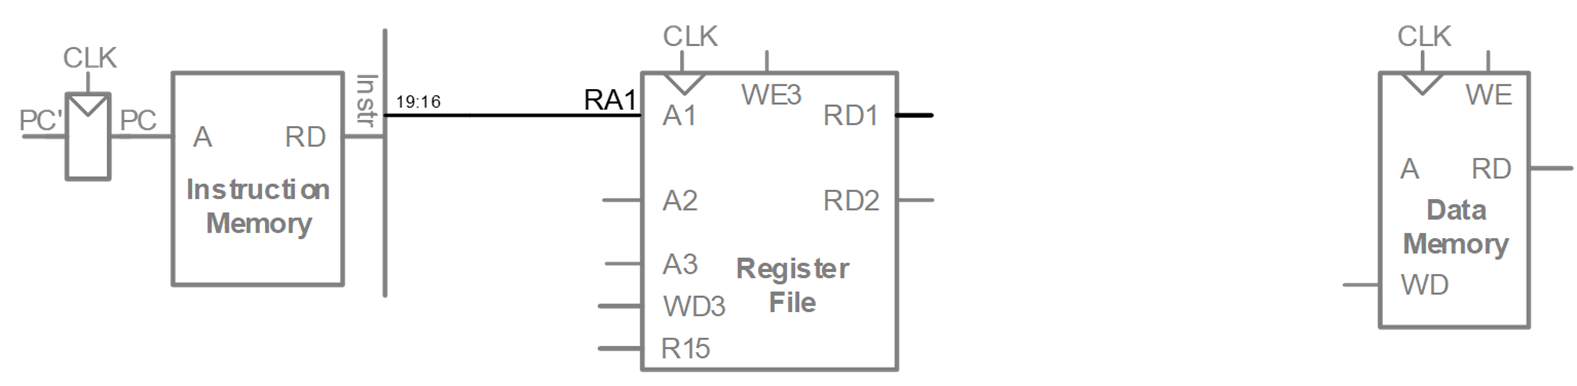 CLK
PC'
PC
A
RD
Instruction
Memory
Instr
19:16
RA1
CLK
WE3
A1
RD1
A2
RD2
A3
WD3
R15
Register
File
CLK
WE
A
RD
Data
Memory
WD